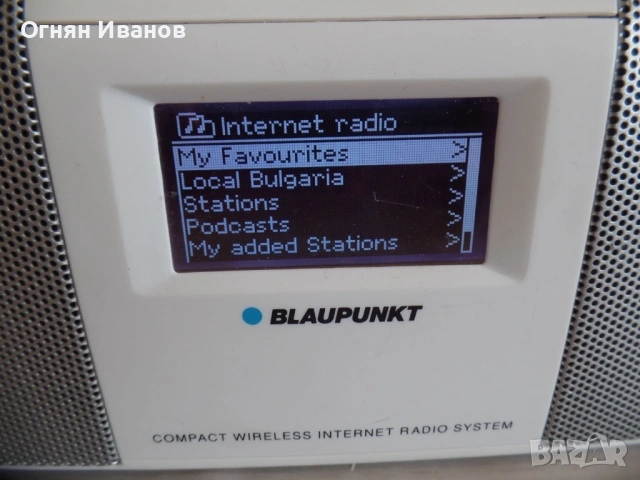 Огнян Иванов
Internet radio
My Favourites >
Local Bulgaria >
Stations >
Podcasts >
My added Stations >
BLAUPUNKT
COMPACT WIRELESS INTERNET RADIO SYSTEM
BAZAR